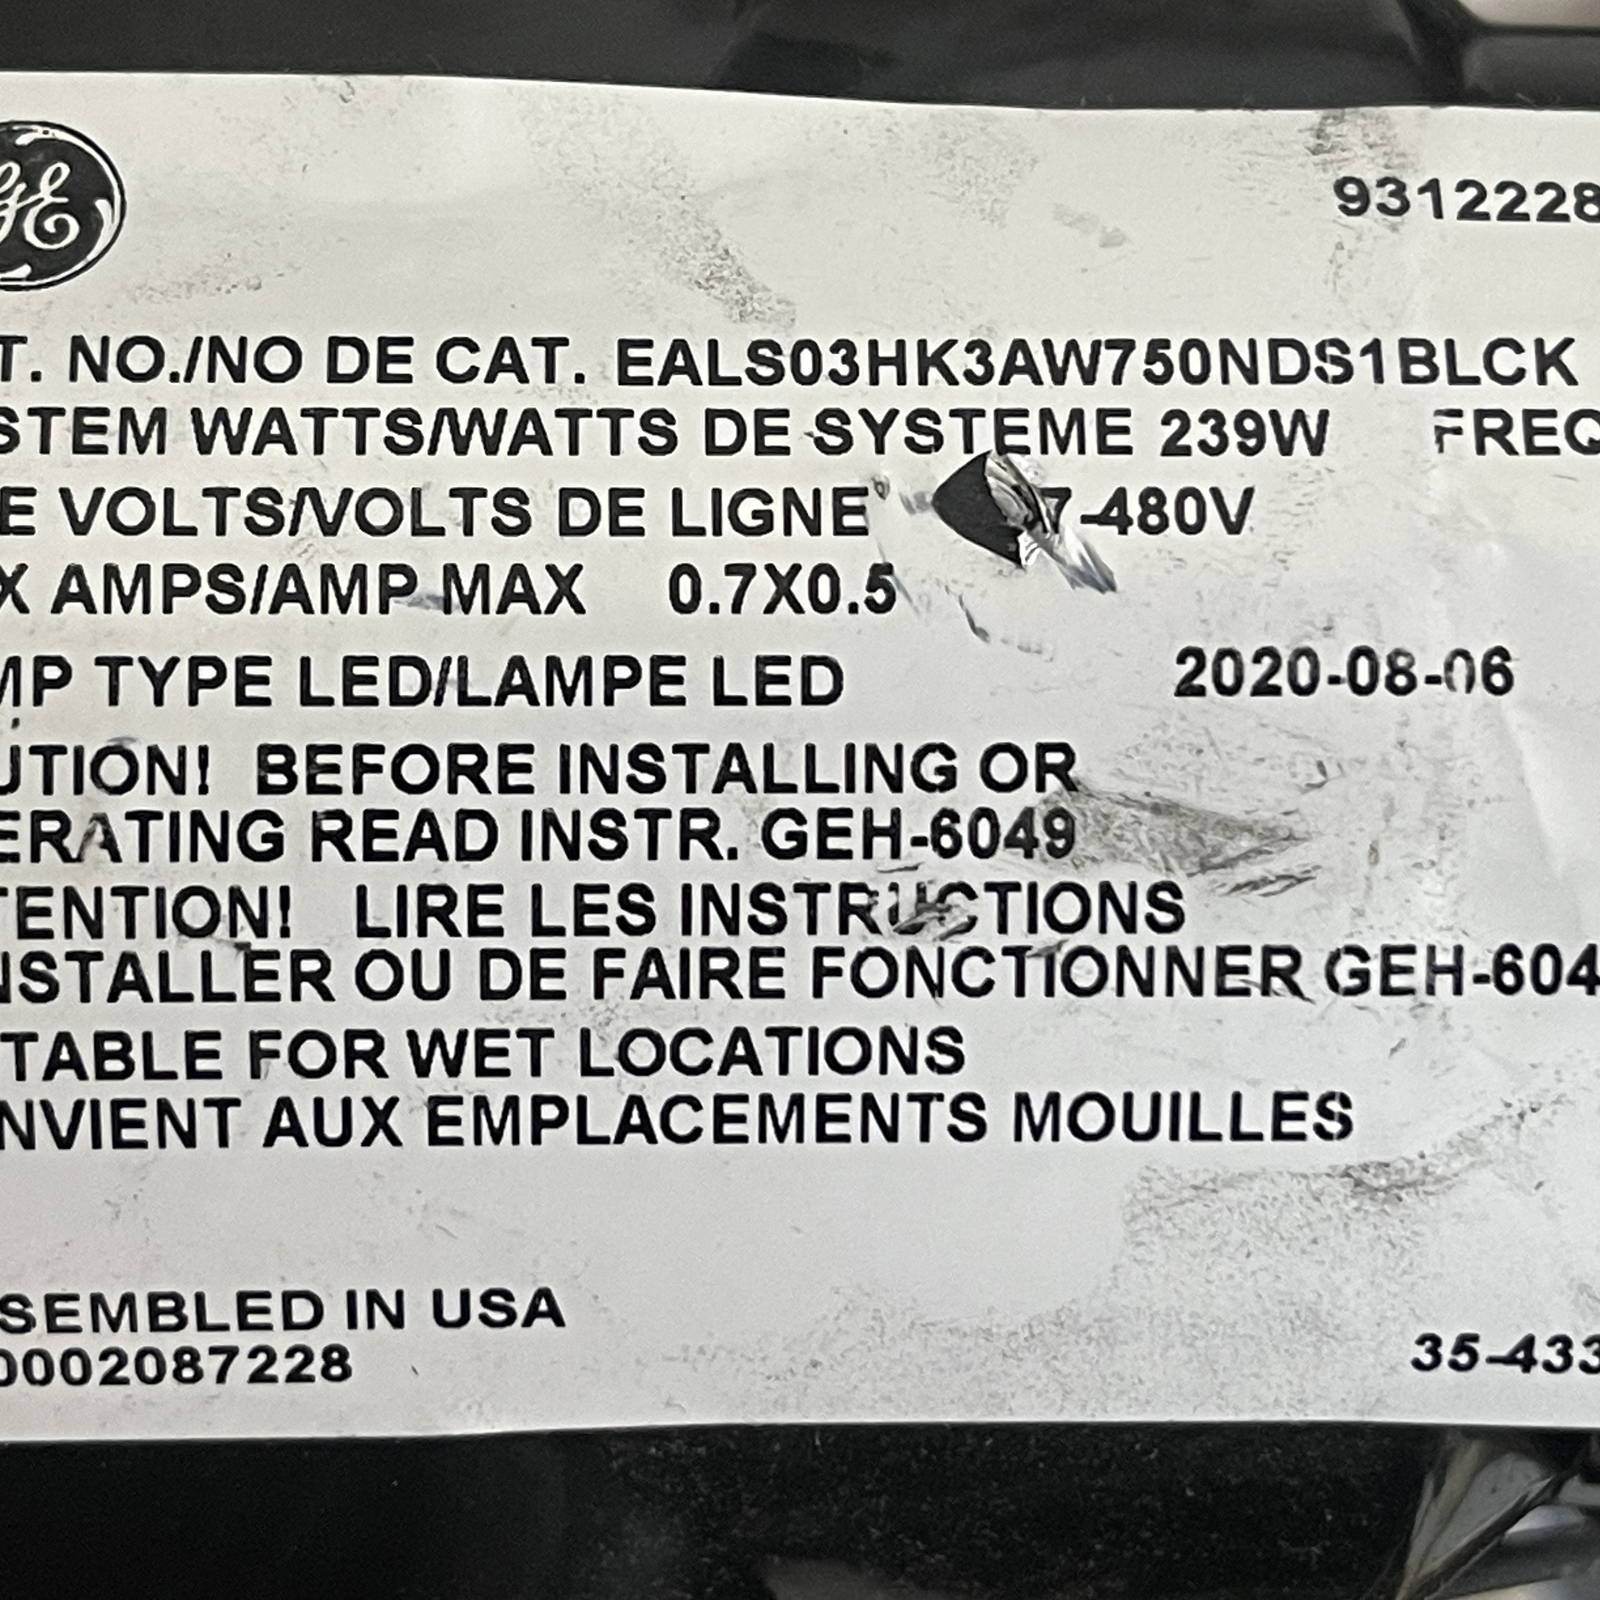 GE
9312228
T. NO./NO DE CAT. EALS03HK3AW750NDS1BLCK
STEM WATTS/WATTS DE SYSTEME 239W FREQ
E VOLTS/VOLTS DE LIGNE 7-480V
X AMPS/AMP MAX 0.7X0.5
MP TYPE LED/LAMPE LED 2020-08-06
UTION! BEFORE INSTALLING OR
ERATING READ INSTR. GEH-6049
TENTION! LIRE LES INSTRUCTIONS
NSTALLER OU DE FAIRE FONCTIONNER GEH-604
TABLE FOR WET LOCATIONS
NVIENT AUX EMPLACEMENTS MOUILLES
SEMBLED IN USA
0002087228 35-433